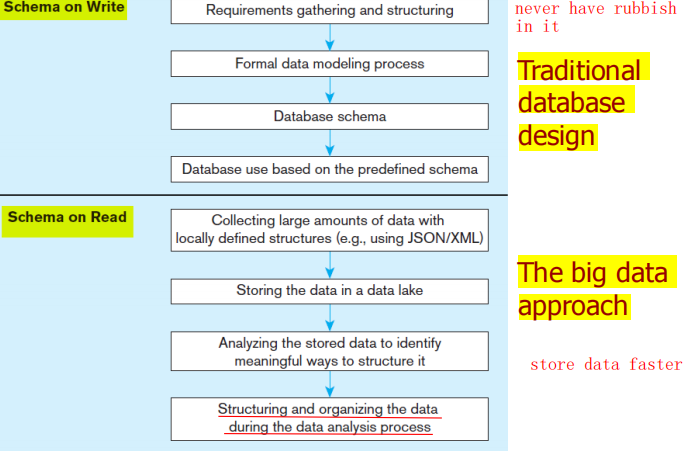 Schema on Write
Requirements gathering and structuring
never have rubbish
in it
Formal data modeling process
Traditional
database
design
Database schema
Database use based on the predefined schema
Schema on Read
Collecting large amounts of data with
locally defined structures (e.g., using JSON/XML)
The big data
approach
Storing the data in a data lake
Analyzing the stored data to identify
meaningful ways to structure it
store data faster
Structuring and organizing the data
during the data analysis process